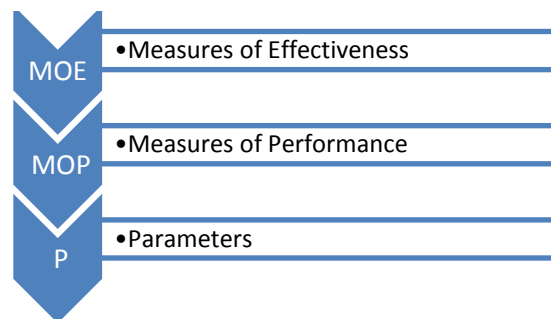 MOE
•Measures of Effectiveness
MOP
•Measures of Performance
P
•Parameters